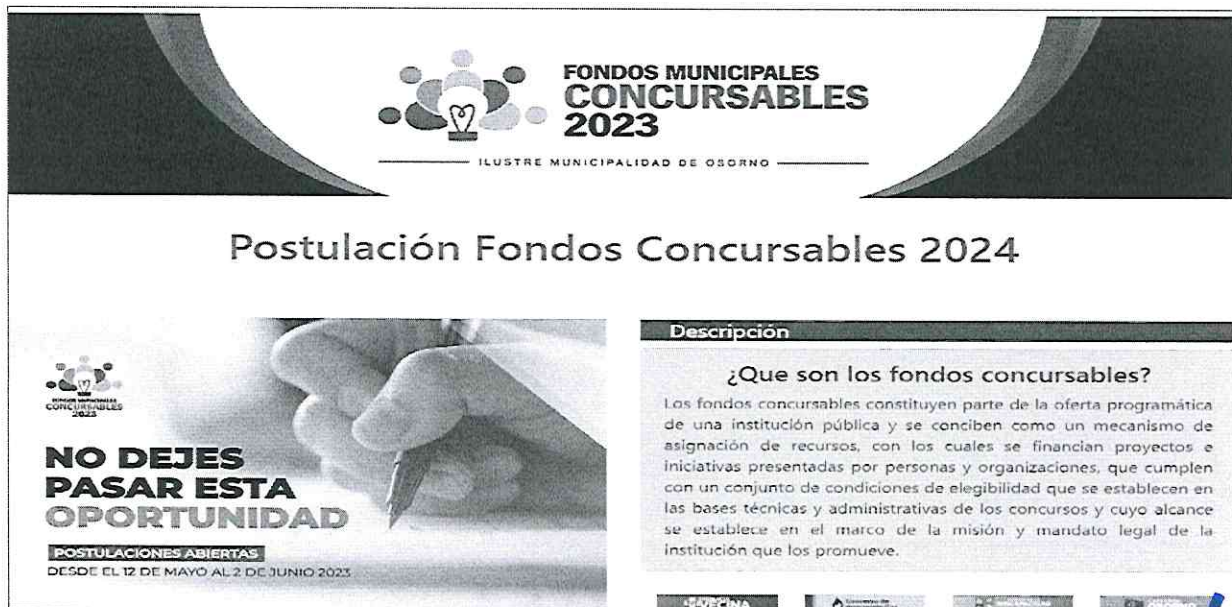 FONDOS MUNICIPALES
CONCURSABLES
2023
ILUSTRE MUNICIPALIDAD DE OSORNO
Postulación Fondos Concursables 2024
FONDOS MUNICIPALES
CONCURSABLES
2023
NO DEJES
PASAR ESTA
OPORTUNIDAD
POSTULACIONES ABIERTAS
DESDE EL 12 DE MAYO AL 2 DE JUNIO 2023
Descripción
¿Que son los fondos concursables?
Los fondos concursables constituyen parte de la oferta programática
de una institución pública y se conciben como un mecanismo de
asignación de recursos, con los cuales se financian proyectos e
iniciativas presentadas por personas y organizaciones, que cumplen
con un conjunto de condiciones de elegibilidad que se establecen en
las bases técnicas y administrativas de los concursos y cuyo alcance
se establece en el marco de la misión y mandato legal de la
institución que los promueve.